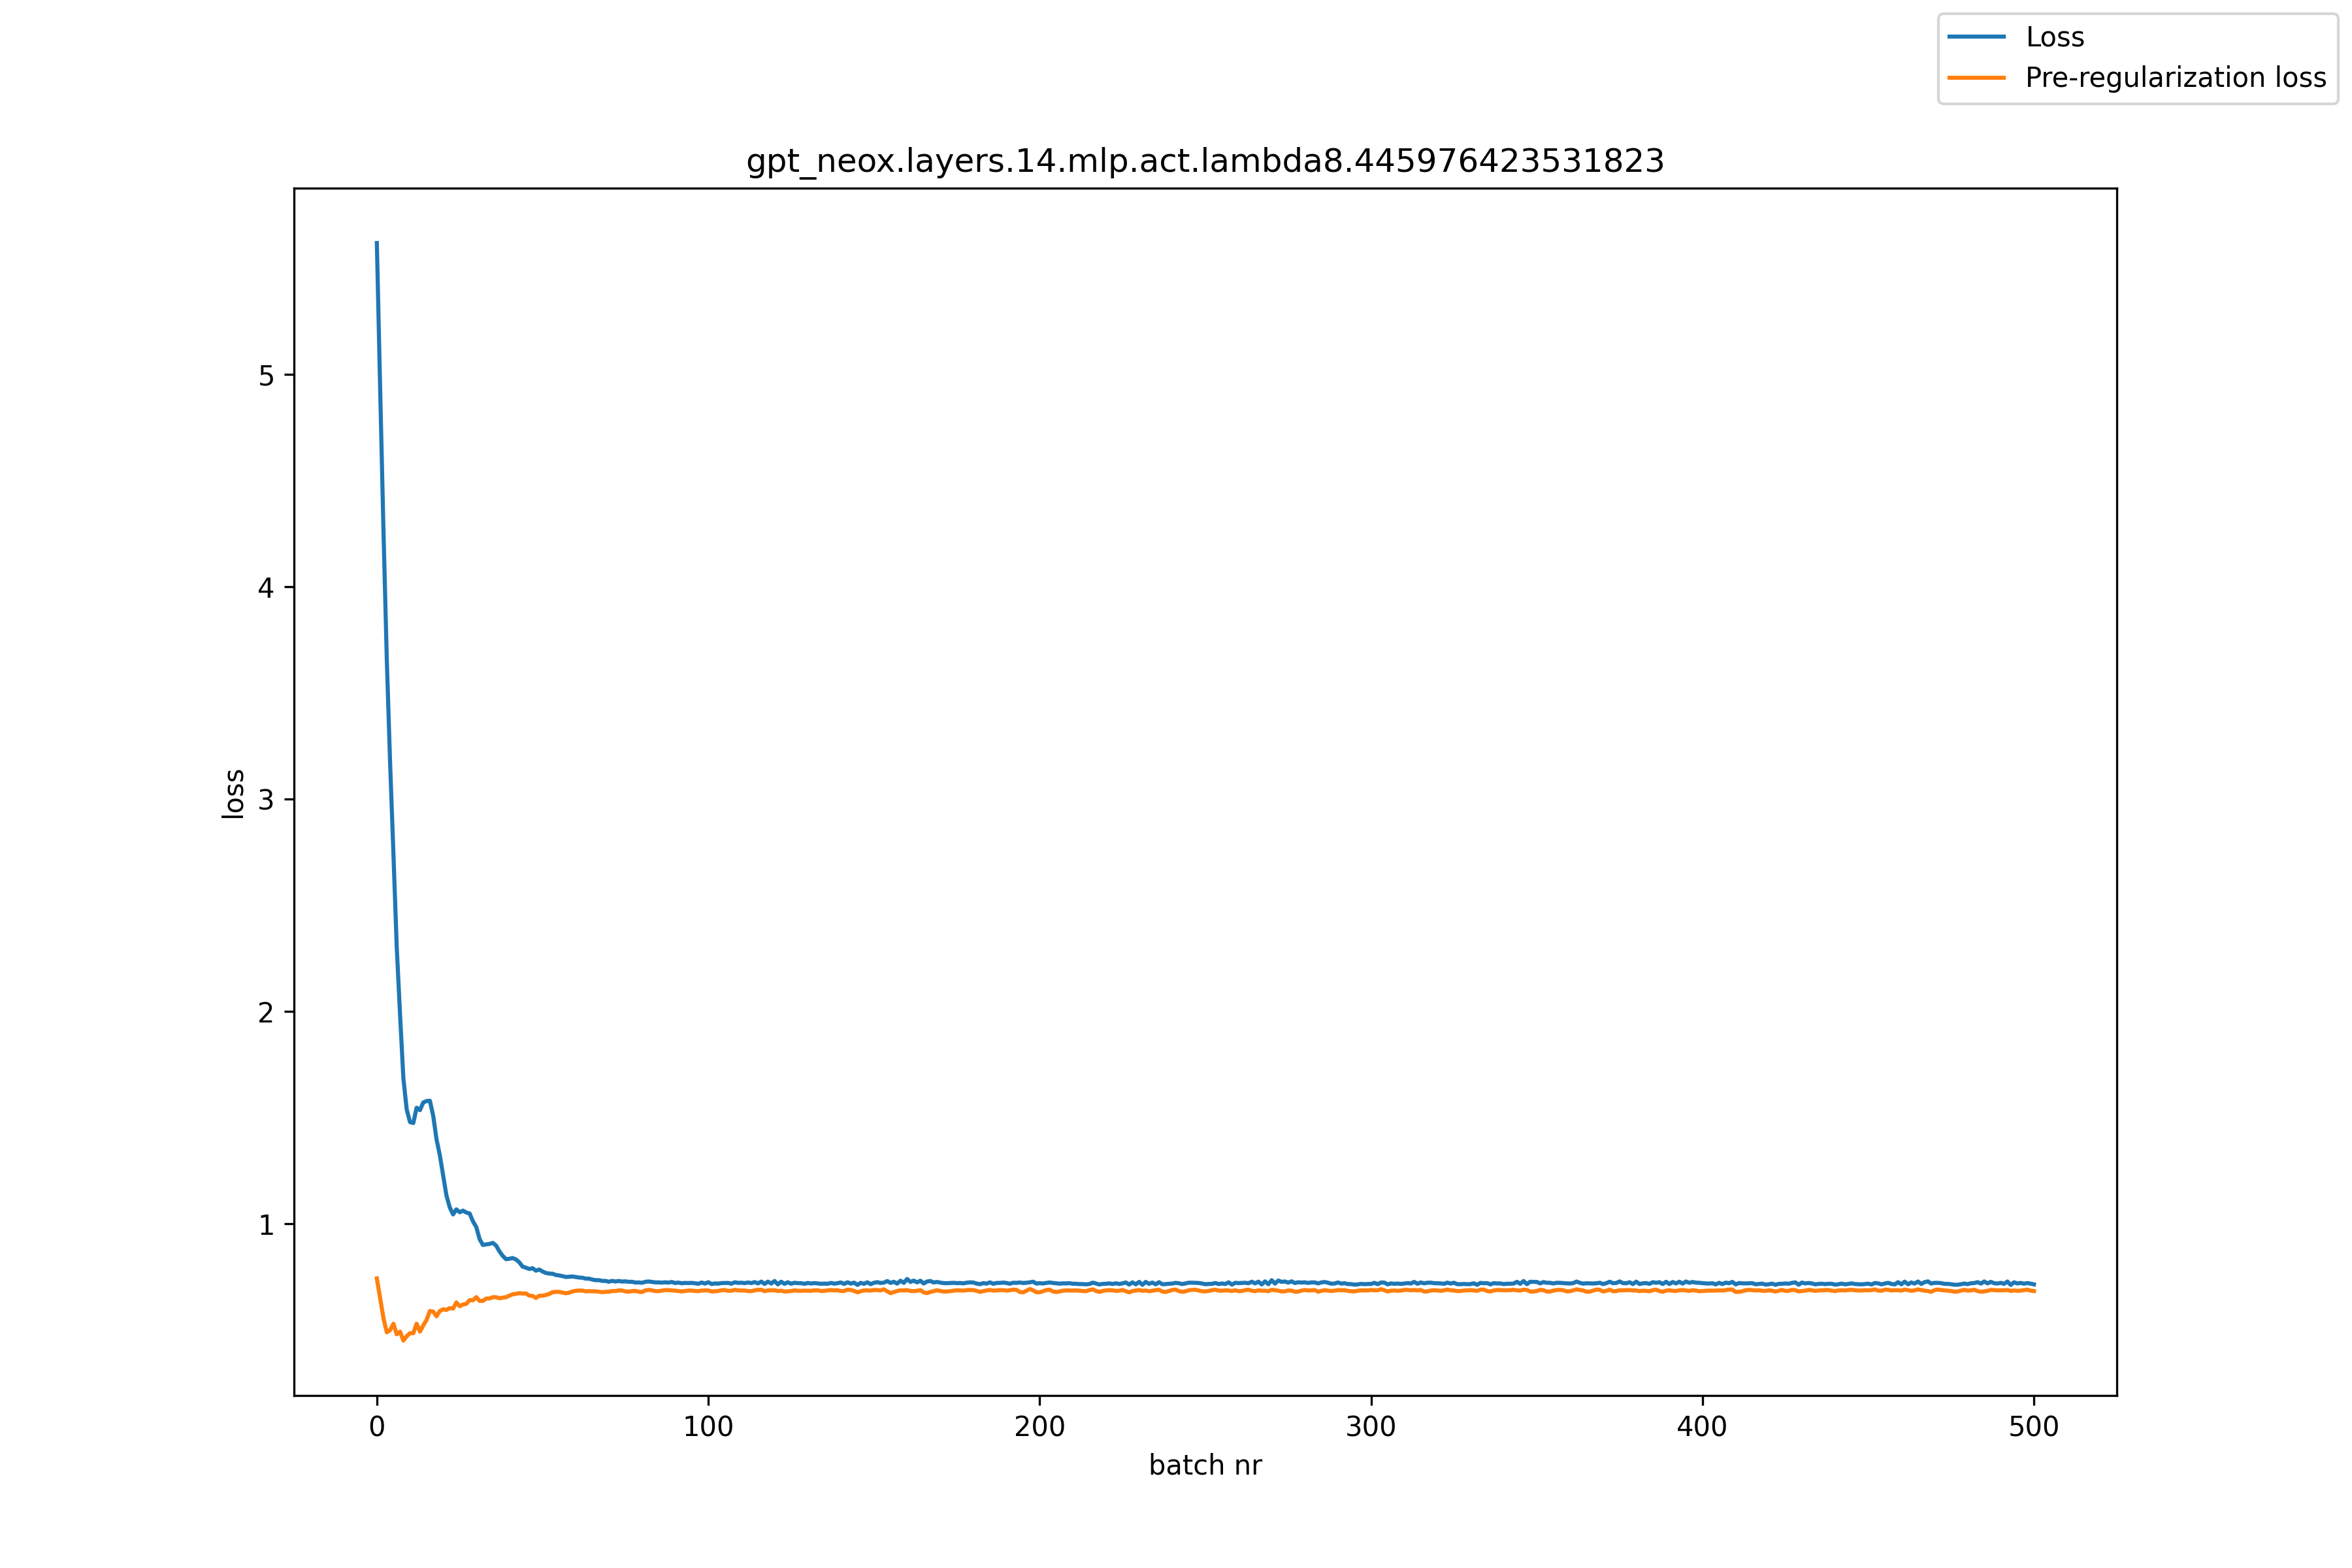 Loss
Pre-regularization loss
gpt_neox.layers.14.mlp.act.lambda8.445976423531823
5
4
3
2
1
loss
0 100 200 300 400 500
batch nr